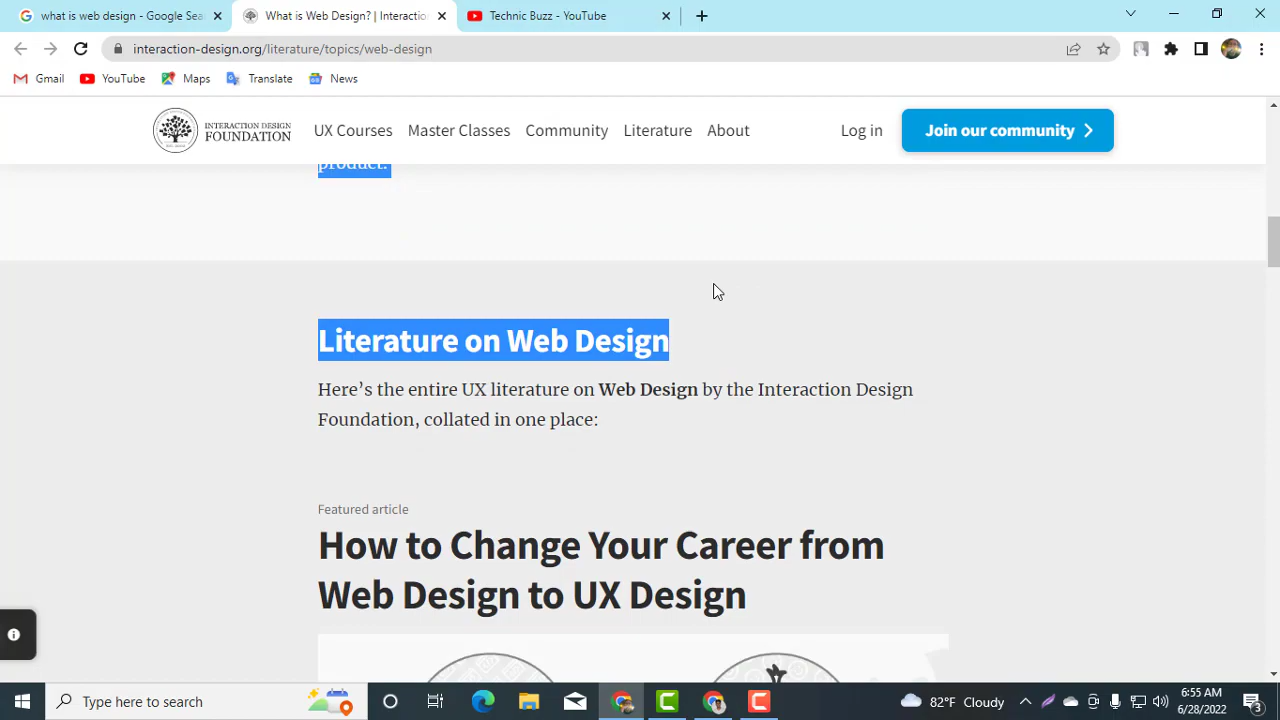 what is web design - Google Sea
What is Web Design? | Interactio
Technic Buzz - YouTube
interaction-design.org/literature/topics/web-design
Gmail
YouTube
Maps
Translate
News
INTERACTION DESIGN
FOUNDATION
UX Courses
Master Classes
Community
Literature
About
Log in
Join our community
product.
Literature on Web Design
Here’s the entire UX literature on Web Design by the Interaction Design
Foundation, collated in one place:
Featured article
How to Change Your Career from
Web Design to UX Design
Type here to search
82°F Cloudy
6:55 AM
6/28/2022
3